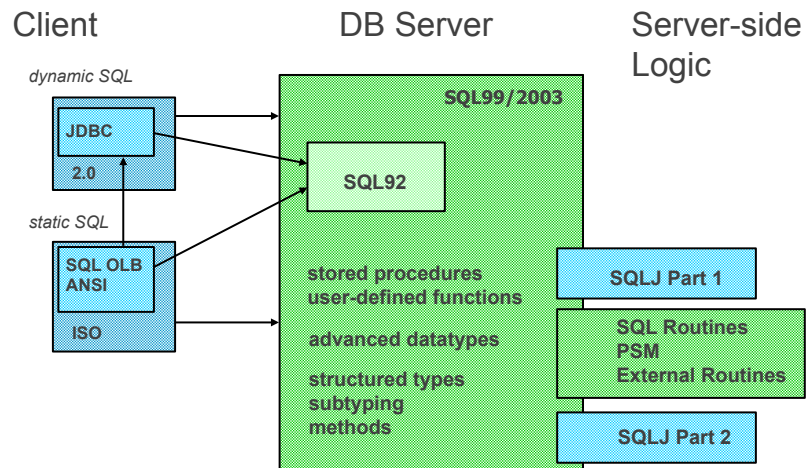 Client
DB Server
Server-side
Logic
dynamic SQL
JDBC
2.0
static SQL
SQL OLB
ANSI
ISO
SQL99/2003
SQL92
stored procedures
user-defined functions
advanced datatypes
structured types
subtyping
methods
SQLJ Part 1
SQL Routines
PSM
External Routines
SQLJ Part 2